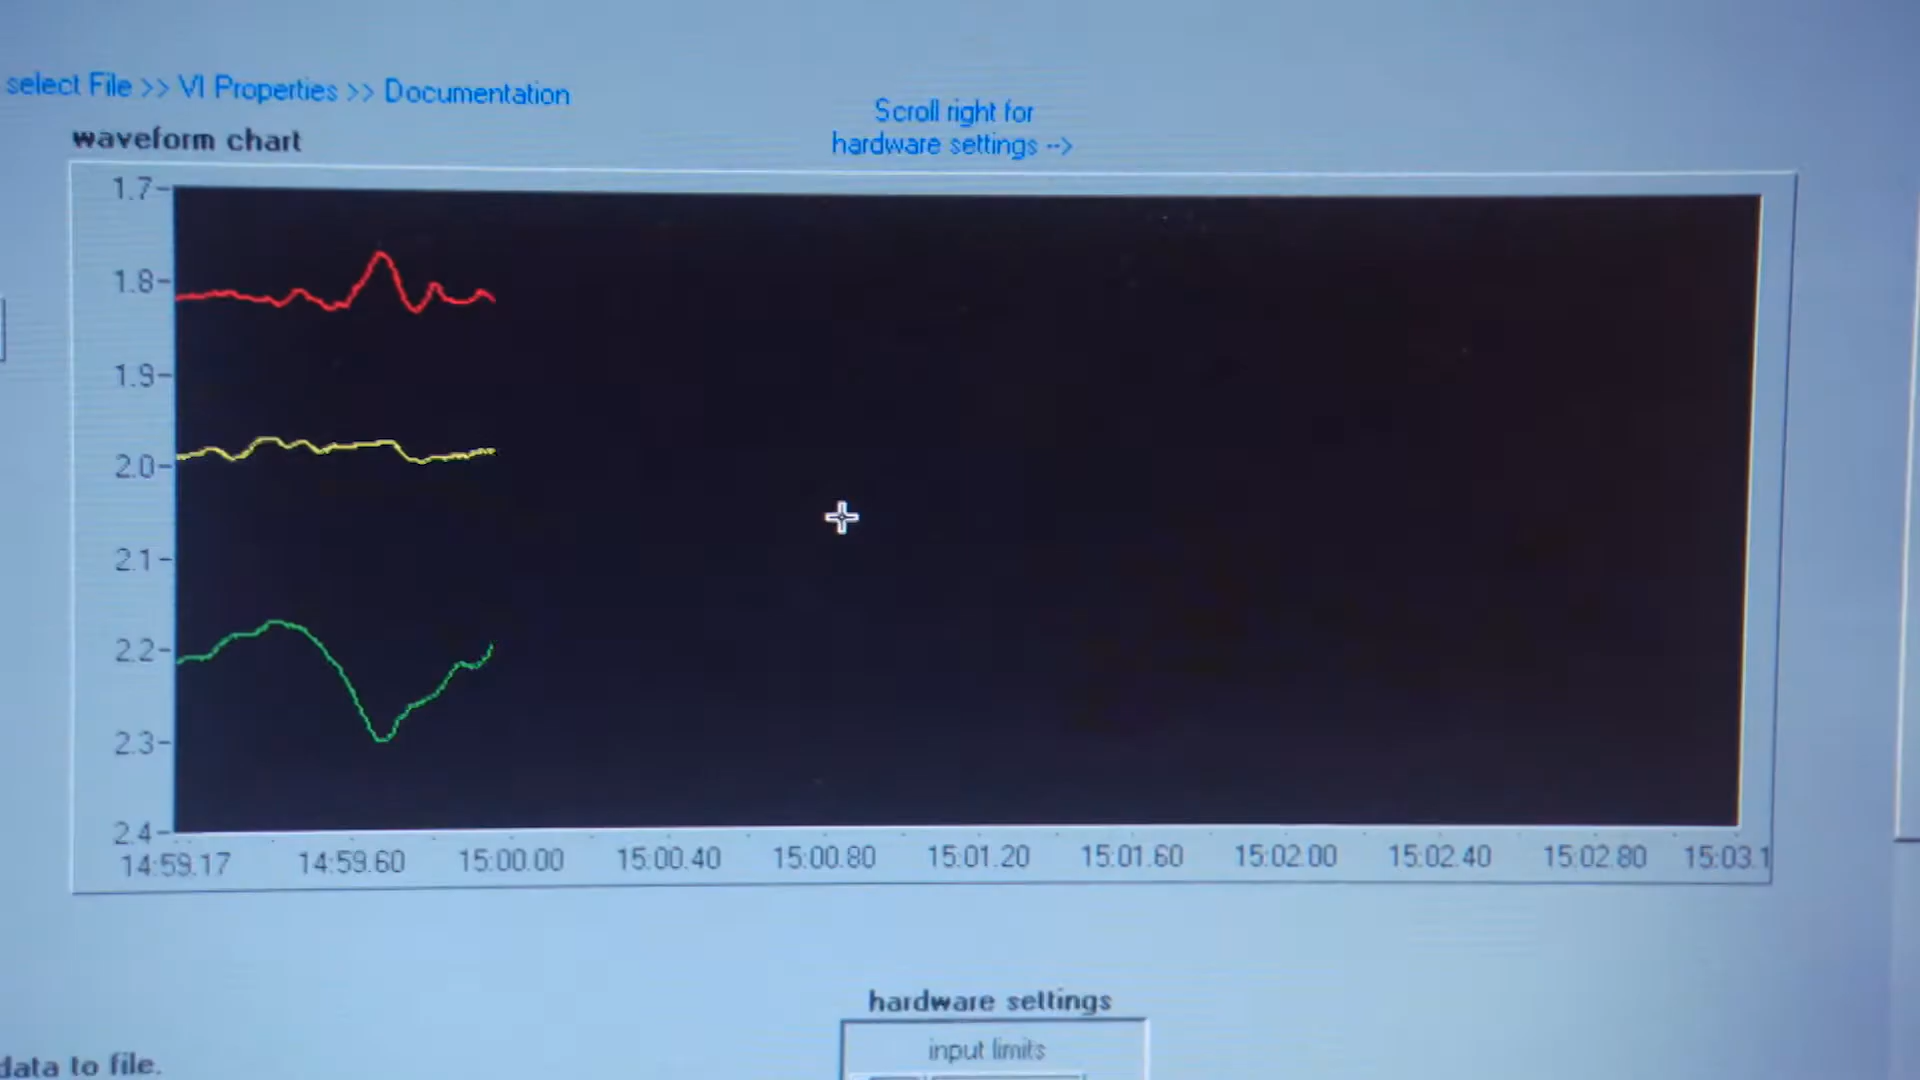 select File >> VI Properties >> Documentation
Scroll right for
hardware settings -->
waveform chart
1.7
1.8
1.9
2.0
2.1
2.2
2.3
2.4
14:59.17 14:59.60 15:00.00 15:00.40 15:00.80 15:01.20 15:01.60 15:02.00 15:02.40 15:02.80 15:03.1
hardware settings
input limits
data to file.